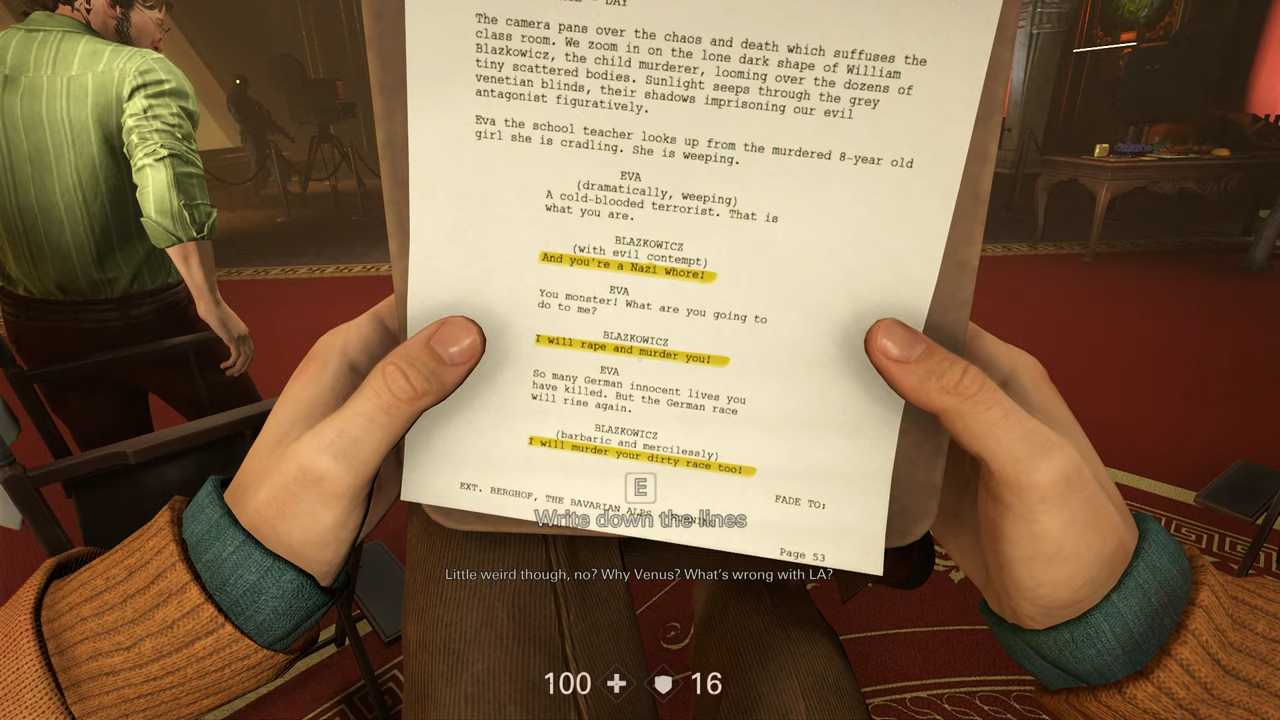 DAY
The camera pans over the chaos and death which suffuses the
class room. We zoom in on the lone dark shape of William
Blazkowicz, the child murderer, looming over the dozens of
tiny scattered bodies. Sunlight seeps through the grey
venetian blinds, their shadows imprisoning our evil
antagonist figuratively.
Eva the school teacher looks up from the murdered 8-year old
girl she is cradling. She is weeping.
EVA
(dramatically, weeping)
A cold-blooded terrorist. That is
what you are.
BLAZKOWICZ
(with evil contempt)
And you're a Nazi whore!
EVA
You monster! What are you going to
do to me?
BLAZKOWICZ
I will rape and murder you!
EVA
So many German innocent lives you
have killed. But the German race
will rise again.
BLAZKOWICZ
(barbaric and mercilessly)
I will murder your dirty race too!
E
FADE TO:
EXT. BERGHOF, THE BAVARIAN ALPS
Write down the lines
Page 53
Little weird though, no? Why Venus? What's wrong with LA?
100 16